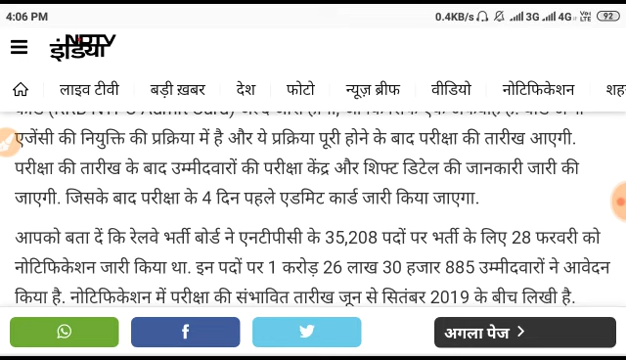 4:06 PM 0.4KB/s 3G 4G VoLTE 92
NDTV
इंडिया
लाइव टीवी बड़ी ख़बर देश फोटो न्यूज़ ब्रीफ वीडियो नोटिफिकेशन शह
एजेंसी की नियुक्ति की प्रक्रिया में है और ये प्रक्रिया पूरी होने के बाद परीक्षा की तारीख आएगी.
परीक्षा की तारीख के बाद उम्मीदवारों की परीक्षा केंद्र और शिफ्ट डिटेल की जानकारी जारी की
जाएगी. जिसके बाद परीक्षा के 4 दिन पहले एडमिट कार्ड जारी किया जाएगा.
आपको बता दें कि रेलवे भर्ती बोर्ड ने एनटीपीसी के 35,208 पदों पर भर्ती के लिए 28 फरवरी को
नोटिफिकेशन जारी किया था. इन पदों पर 1 करोड़ 26 लाख 30 हजार 885 उम्मीदवारों ने आवेदन
किया है. नोटिफिकेशन में परीक्षा की संभावित तारीख जून से सितंबर 2019 के बीच लिखी है.
अगला पेज >